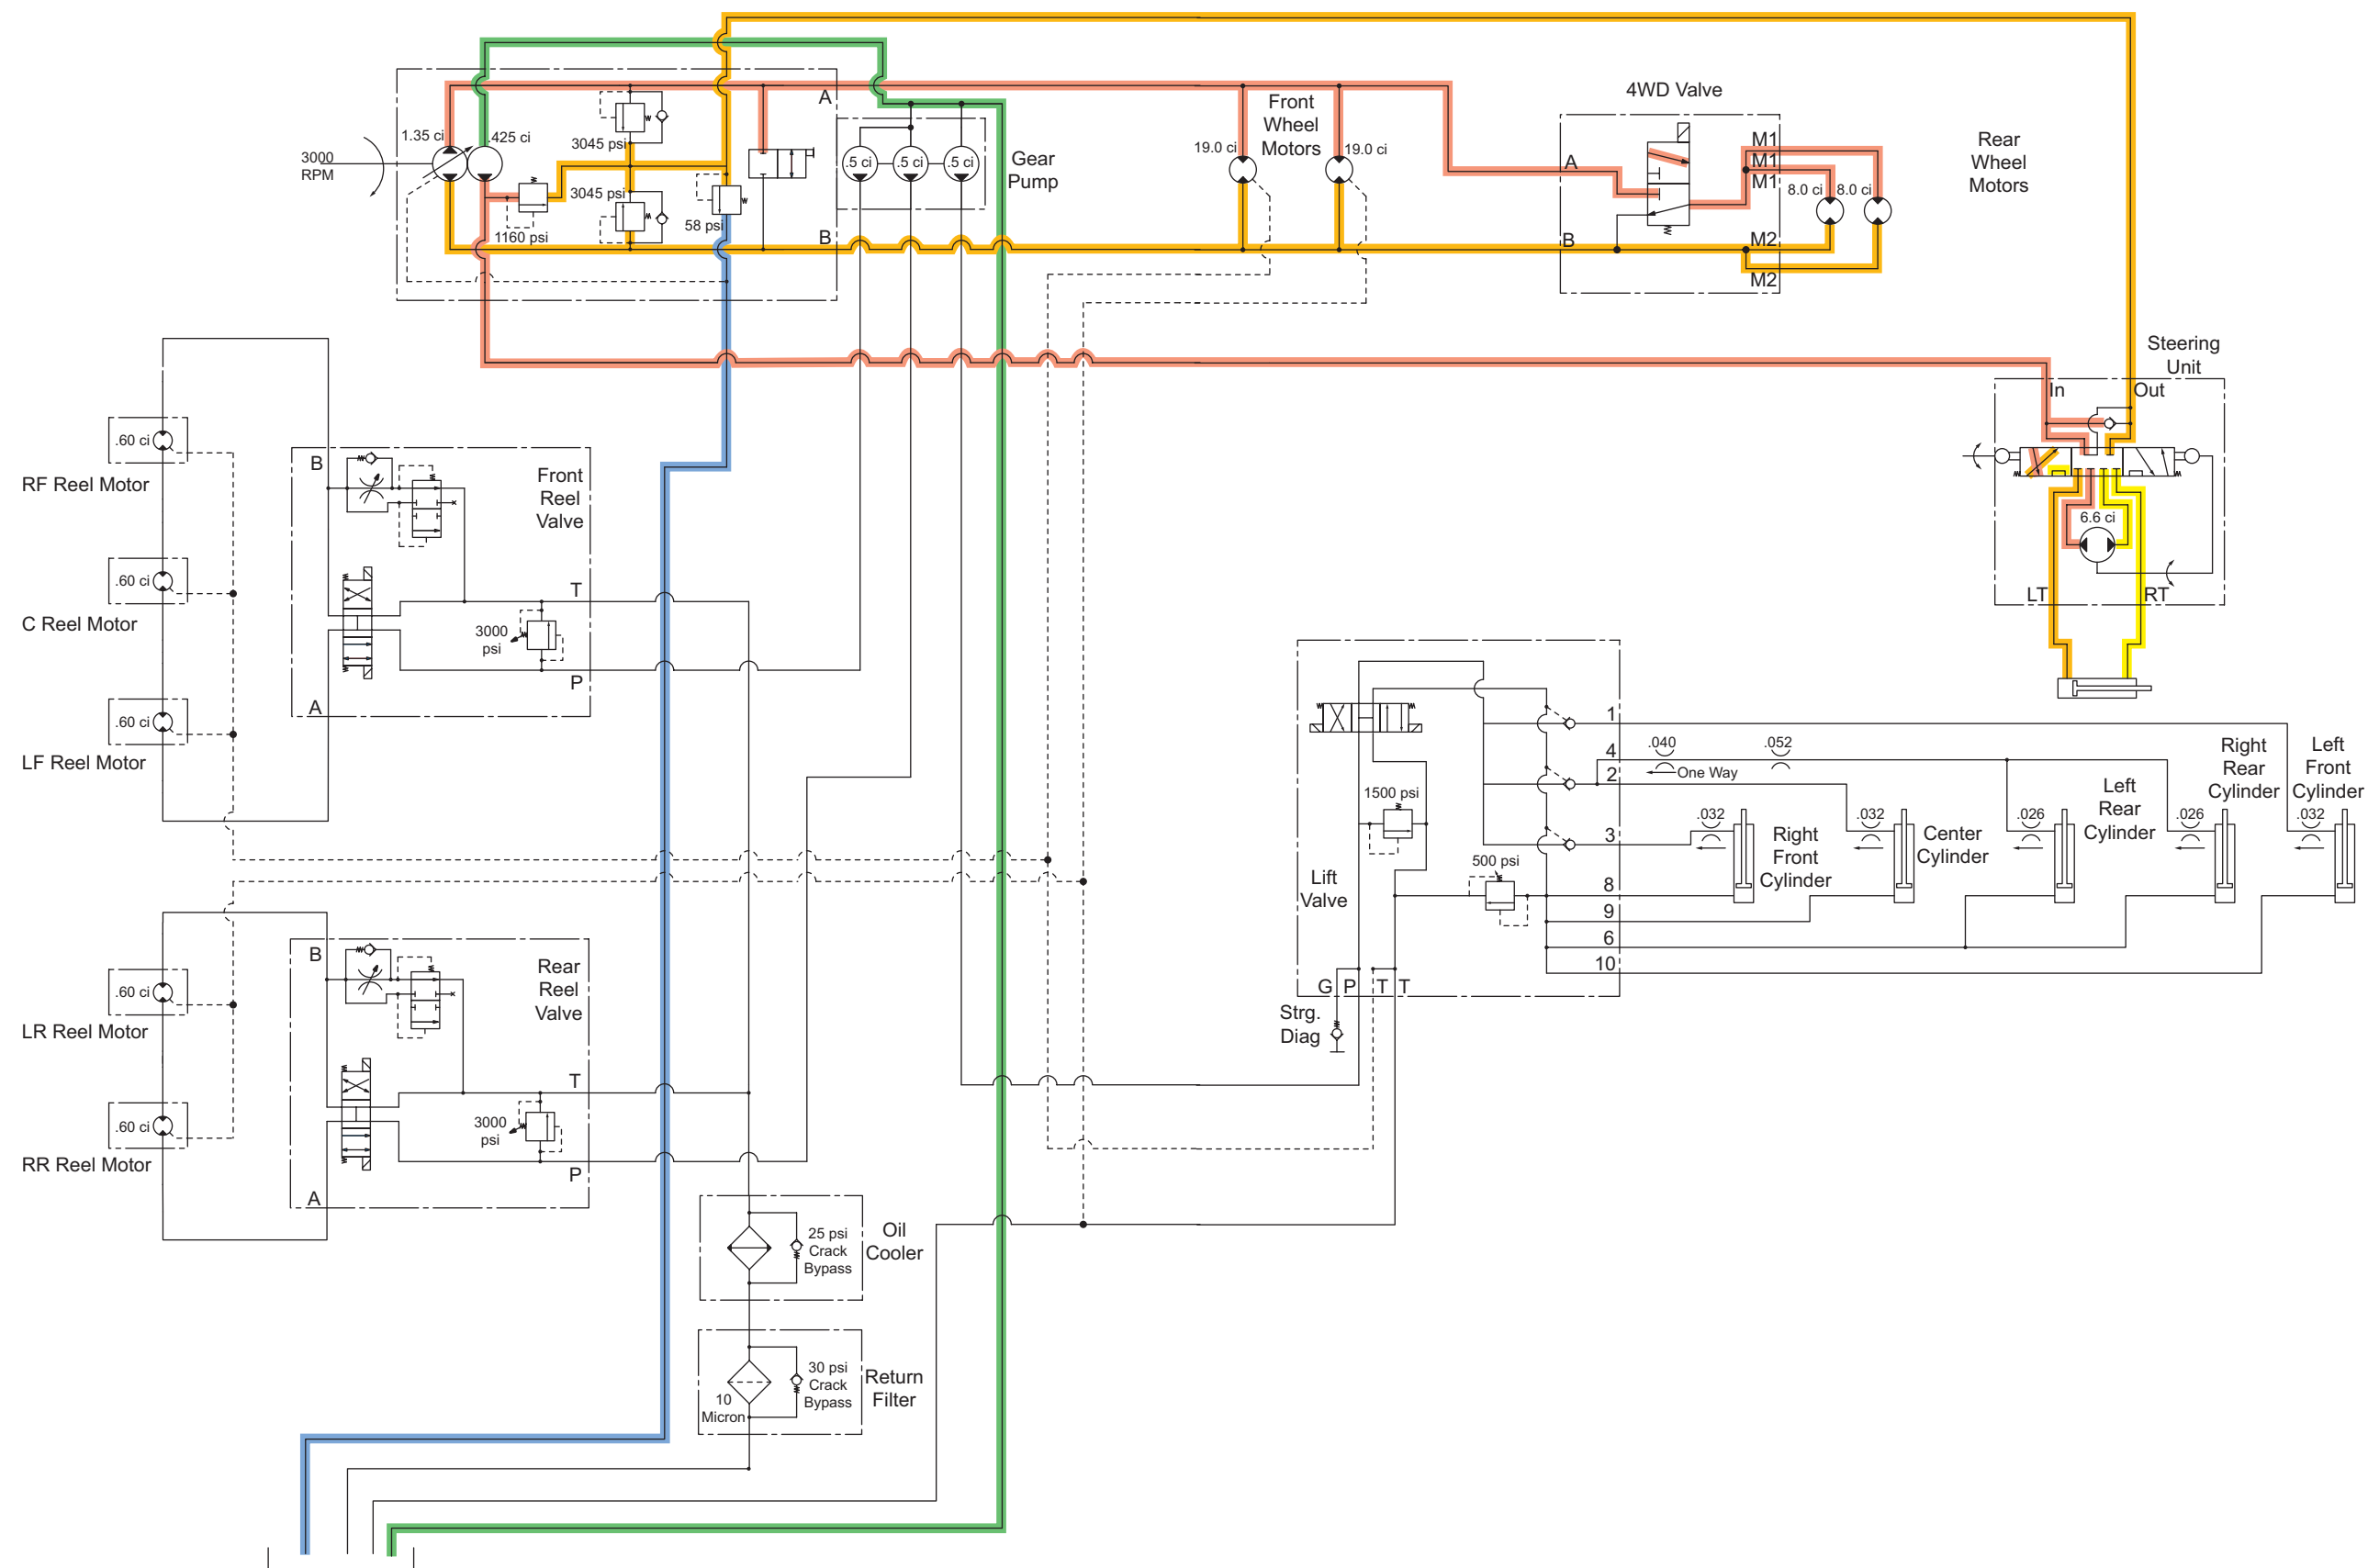 4WD Valve
A
1.35 ci
.425 ci
3045 psi
3000
RPM
3045 psi
1160 psi
58 psi
B
.5 ci
.5 ci
.5 ci
Gear
Pump
Front
Wheel
Motors
19.0 ci
19.0 ci
A
B
M1
M1
M1
M2
M2
8.0 ci
8.0 ci
Rear
Wheel
Motors
Steering
Unit
In
Out
6.6 ci
LT
RT
.60 ci
RF Reel Motor
.60 ci
C Reel Motor
.60 ci
LF Reel Motor
B
Front
Reel
Valve
T
3000
psi
P
A
1
4
2
3
8
9
6
10
.040
.052
One Way
1500 psi
500 psi
Lift
Valve
G
P
T
T
Strg.
Diag
.032
Right
Front
Cylinder
.032
Center
Cylinder
.026
Left
Rear
Cylinder
.026
Right
Rear
Cylinder
.032
Left
Front
Cylinder
.60 ci
LR Reel Motor
.60 ci
RR Reel Motor
B
Rear
Reel
Valve
T
3000
psi
P
A
25 psi
Crack
Bypass
Oil
Cooler
30 psi
Crack
Bypass
10
Micron
Return
Filter